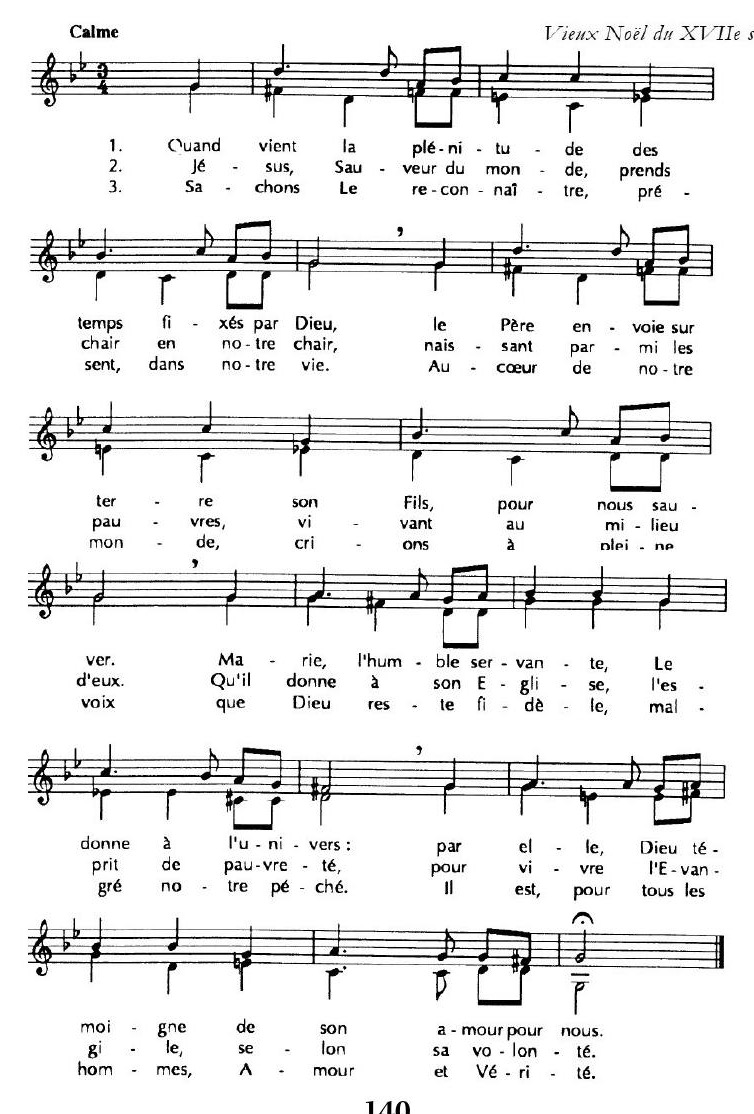 Calme
Vieux Noël du XVIIe s
1. Quand vient la plé - ni - tu - de des
2. Jé - sus, Sau - veur du mon - de, prends
3. Sa - chons Le re - con - naî - tre, pré -
temps fi - xés par Dieu, le Père en - voie sur
chair en no - tre chair, nais - sant par - mi les
sent, dans no - tre vie. Au - cœur de no - tre
ter - re son Fils, pour nous sau -
pau - vres, vi - vant au mi - lieu
mon - de, cri - ons à plei - ne
ver. Ma - rie, l'hum - ble ser - van - te, Le
d'eux. Qu'il donne à son E - gli - se, l'es -
voix que Dieu res - te fi - dè - le, mal -
donne à l'u - ni - vers : par el - le, Dieu té -
prit de pau - vre - té, pour vi - vre l'E - van -
gré no - tre pé - ché. Il est, pour tous les
moi - gne de son a - mour pour nous.
gi - le, se - lon sa vo - lon - té.
hom - mes, A - mour et Vé - ri - té.
140